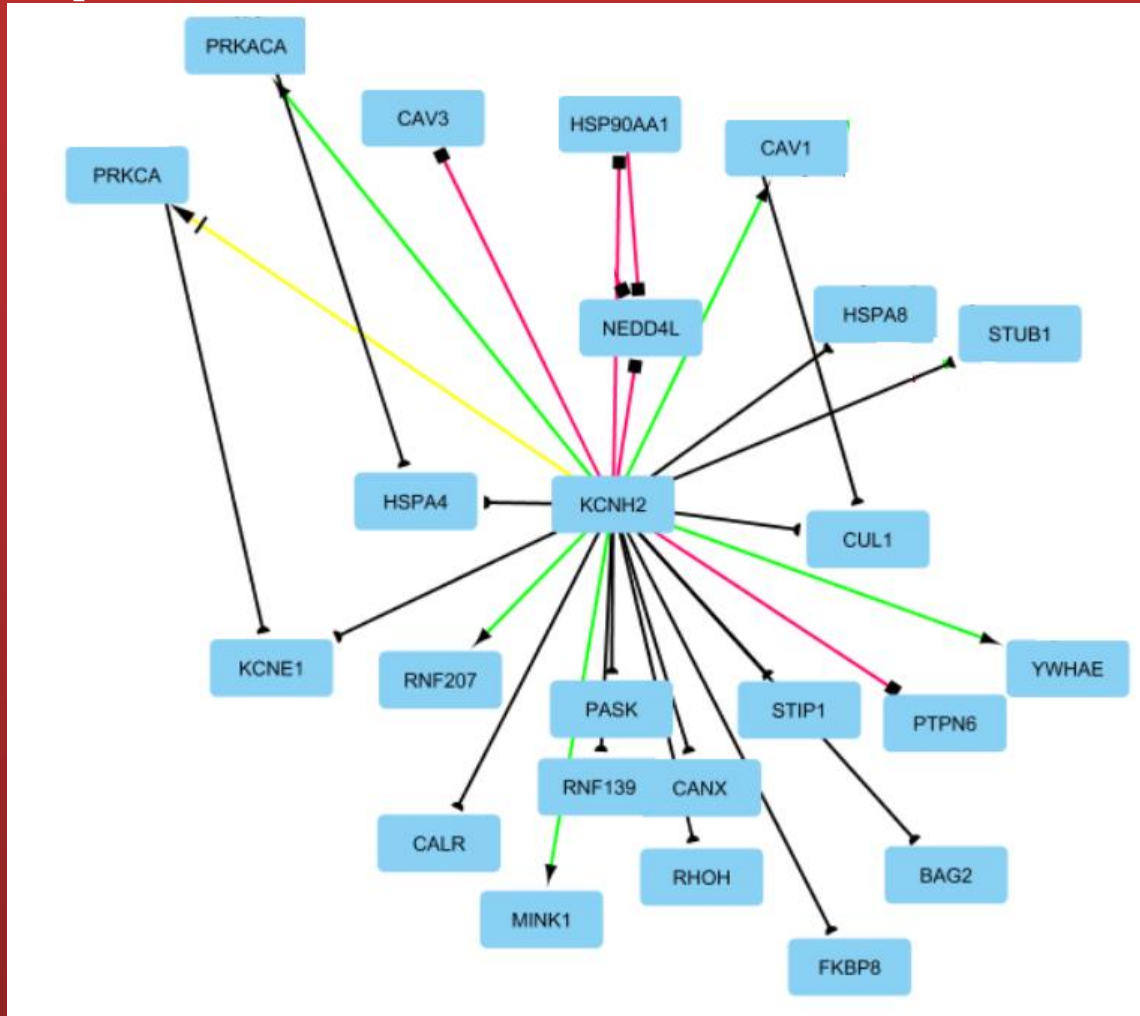 PRKACA
CAV3
HSP90AA1
CAV1
PRKCA
HSPA8
NEDD4L
STUB1
HSPA4
KCNH2
CUL1
KCNE1
RNF207
YWHAE
PASK
STIP1
PTPN6
RNF139
CANX
CALR
RHOH
BAG2
MINK1
FKBP8